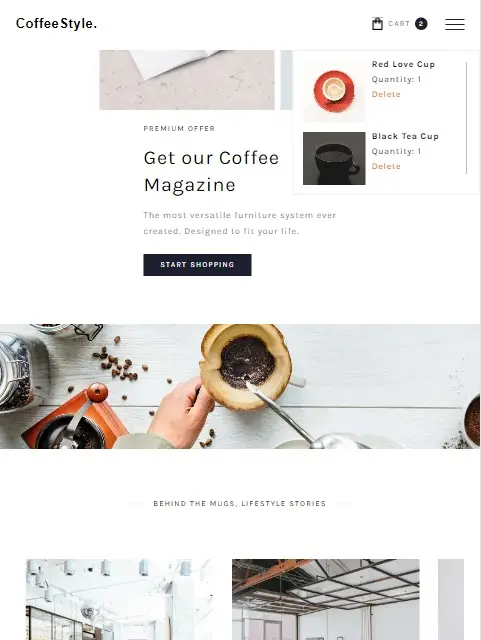 CoffeeStyle.
CART 2
Red Love Cup
Quantity: 1
Delete
Black Tea Cup
Quantity: 1
Delete
PREMIUM OFFER
Get our Coffee
Magazine
The most versatile furniture system ever
created. Designed to fit your life.
START SHOPPING
BEHIND THE MUGS, LIFESTYLE STORIES